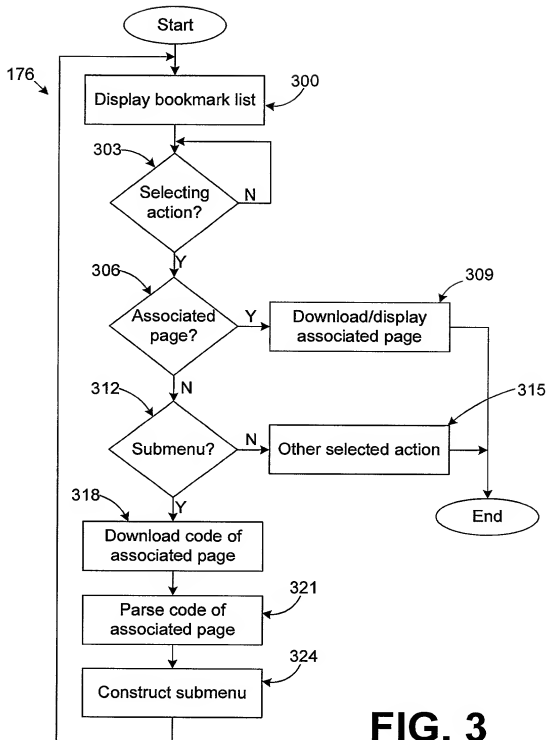 Start
176
Display bookmark list
300
303
Selecting
action?
N
Y
306
Associated
page?
Y
309
Download/display
associated page
N
312
Submenu?
N
315
Other selected action
Y
End
318
Download code of
associated page
321
Parse code of
associated page
324
Construct submenu
FIG. 3